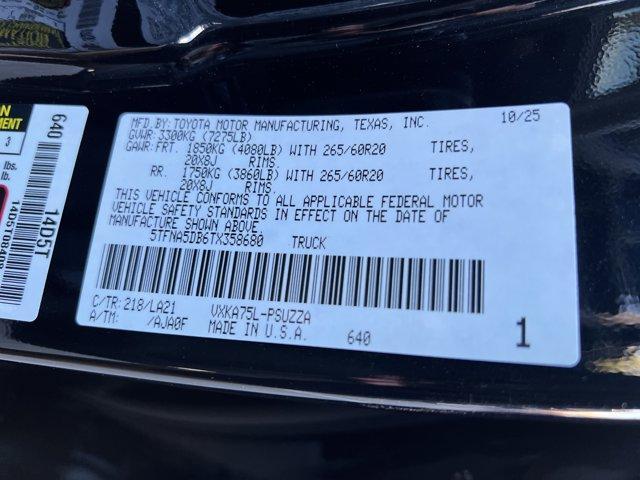 MFD.BY:TOYOTA MOTOR MANUFACTURING, TEXAS, INC. 10/25
GVWR: 3300KG (7275LB)
GAWR:FRT. 1850KG (4080LB) WITH 265/60R20 TIRES,
20X8J RIMS.
RR. 1750KG (3860LB) WITH 265/60R20 TIRES,
20X8J RIMS.
THIS VEHICLE CONFORMS TO ALL APPLICABLE FEDERAL MOTOR
VEHICLE SAFETY STANDARDS IN EFFECT ON THE DATE OF
MANUFACTURE SHOWN ABOVE.
5TFNA5DB6TX358680 TRUCK
C/TR:218/LA21 VXKA75L-PSUZZA
A/TM: /AJA0F MADE IN U.S.A. 640 1
3
lbs.
lb.
640 14D5T